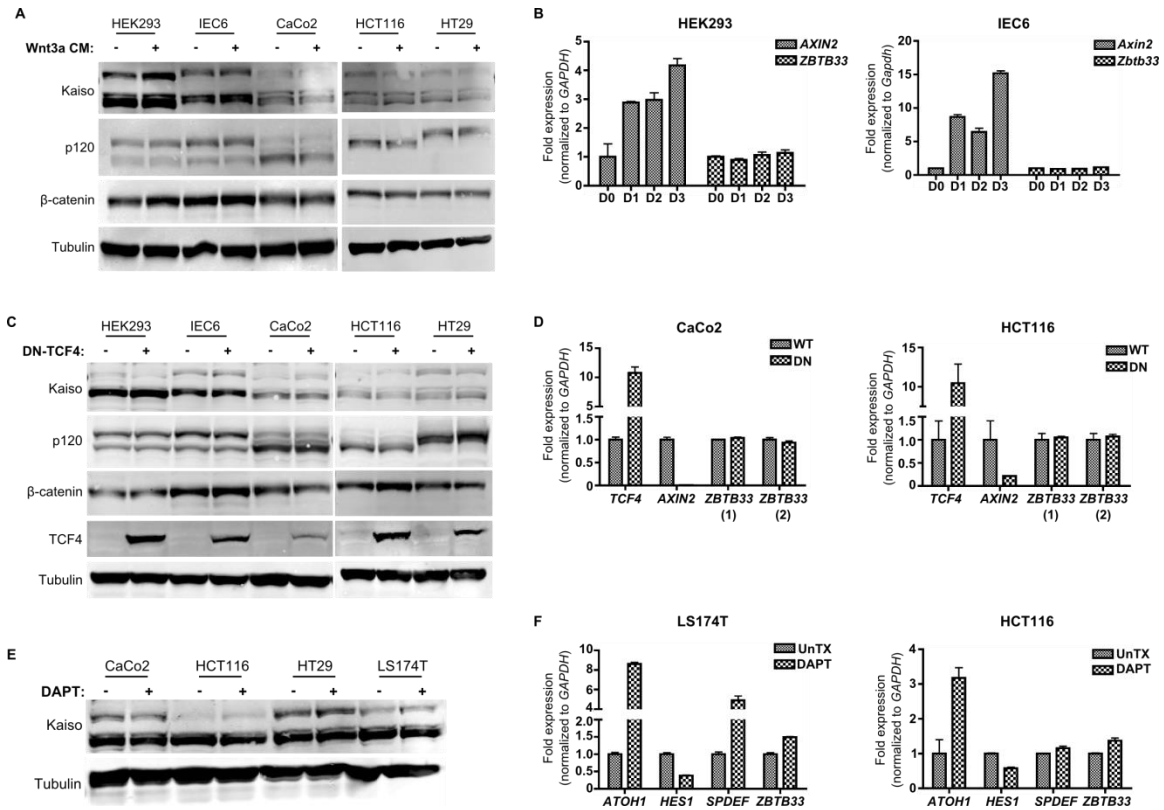 A
HEK293 IEC6 CaCo2 HCT116 HT29
Wnt3a CM: - + - + - + - + - +
Kaiso
p120
β-catenin
Tubulin
B
HEK293
Fold expression
(normalized to GAPDH)
5
4
3
2
1
0
D0 D1 D2 D3 D0 D1 D2 D3
AXIN2
ZBTB33
IEC6
Fold expression
(normalized to Gapdh)
20
15
10
5
0
D0 D1 D2 D3 D0 D1 D2 D3
Axin2
Zbtb33
C
HEK293 IEC6 CaCo2 HCT116 HT29
DN-TCF4: - + - + - + - + - +
Kaiso
p120
β-catenin
TCF4
Tubulin
D
CaCo2
Fold expression
(normalized to GAPDH)
15
10
5
1.5
1.0
0.5
0
TCF4 AXIN2 ZBTB33 ZBTB33
(1) (2)
WT
DN
HCT116
Fold expression
(normalized to GAPDH)
15
10
5
1.5
1.0
0.5
0
TCF4 AXIN2 ZBTB33 ZBTB33
(1) (2)
WT
DN
E
CaCo2 HCT116 HT29 LS174T
DAPT: - + - + - + - +
Kaiso
Tubulin
F
LS174T
Fold expression
(normalized to GAPDH)
10
8
6
4
2
1.5
1.0
0.5
0
ATOH1 HES1 SPDEF ZBTB33
UnTX
DAPT
HCT116
Fold expression
(normalized to GAPDH)
4
3
2
1
0
ATOH1 HES1 SPDEF ZBTB33
UnTX
DAPT